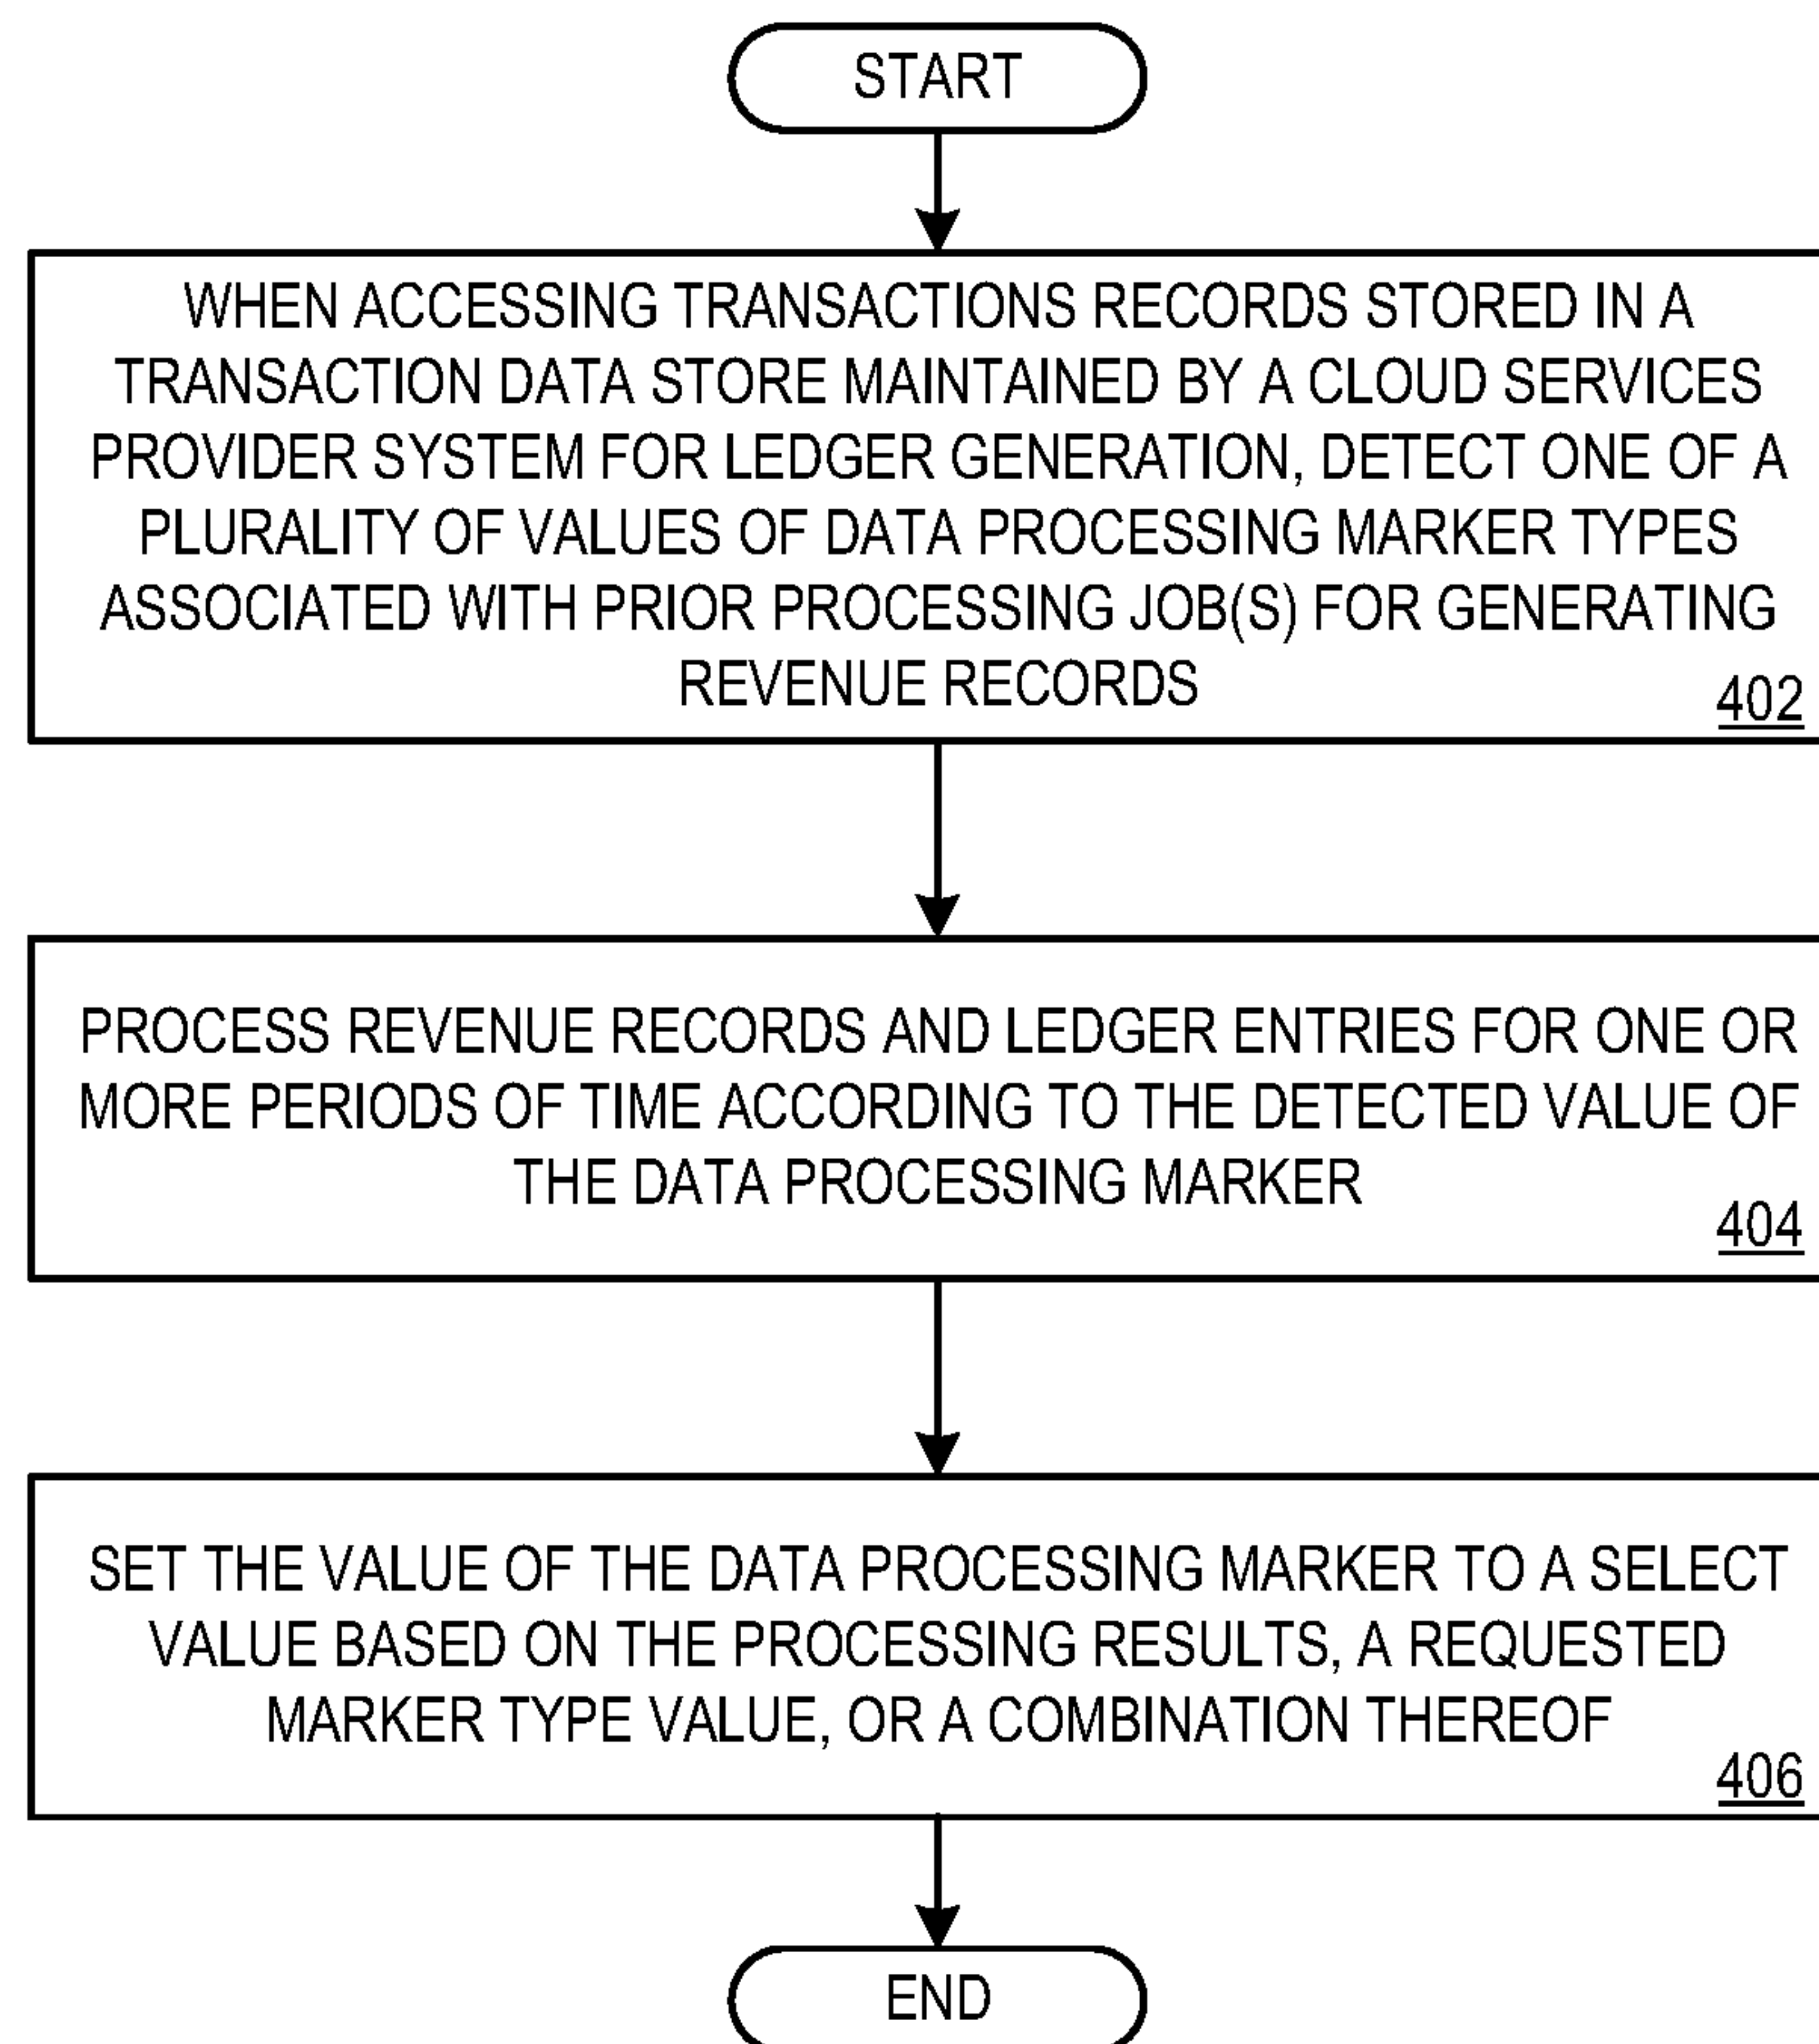 START
WHEN ACCESSING TRANSACTIONS RECORDS STORED IN A
TRANSACTION DATA STORE MAINTAINED BY A CLOUD SERVICES
PROVIDER SYSTEM FOR LEDGER GENERATION, DETECT ONE OF A
PLURALITY OF VALUES OF DATA PROCESSING MARKER TYPES
ASSOCIATED WITH PRIOR PROCESSING JOB(S) FOR GENERATING
REVENUE RECORDS
402
PROCESS REVENUE RECORDS AND LEDGER ENTRIES FOR ONE OR
MORE PERIODS OF TIME ACCORDING TO THE DETECTED VALUE OF
THE DATA PROCESSING MARKER
404
SET THE VALUE OF THE DATA PROCESSING MARKER TO A SELECT
VALUE BASED ON THE PROCESSING RESULTS, A REQUESTED
MARKER TYPE VALUE, OR A COMBINATION THEREOF
406
END